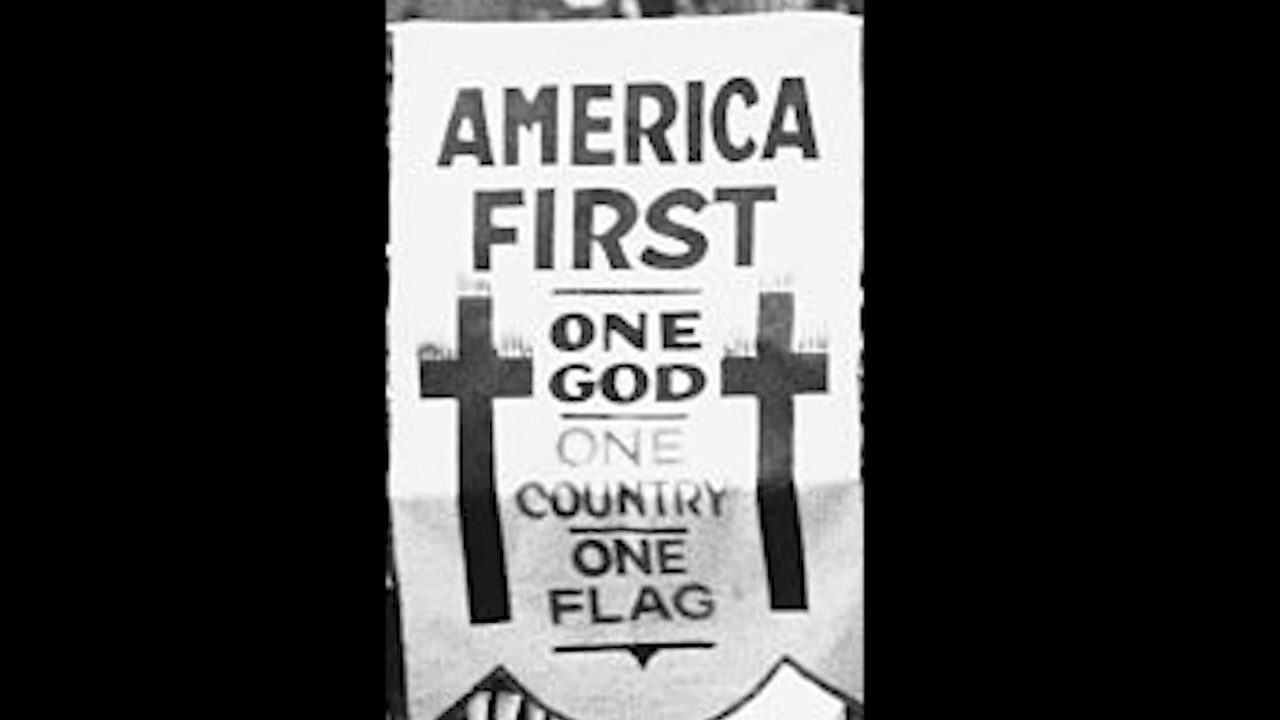 AMERICA
FIRST
ONE
GOD
ONE
COUNTRY
ONE
FLAG